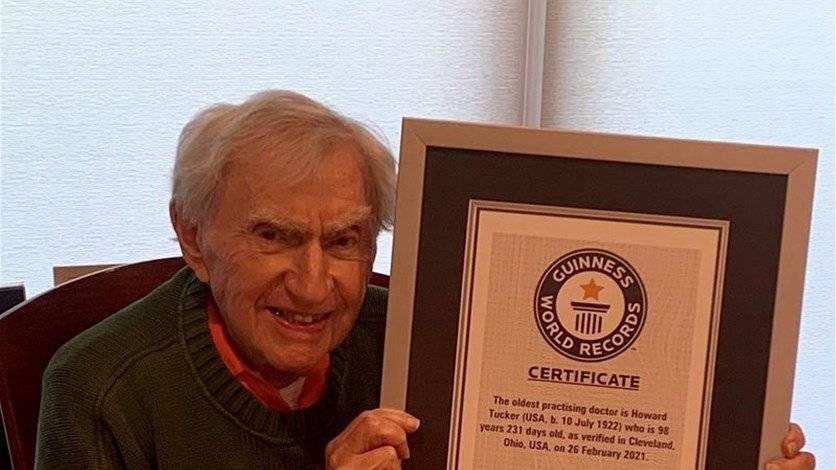 GUINNESS
WORLD RECORDS
CERTIFICATE
The oldest practising doctor is Howard
Tucker (USA, b. 10 July 1922) who is 98
years 231 days old, as verified in Cleveland,
Ohio, USA, on 26 February 2021.